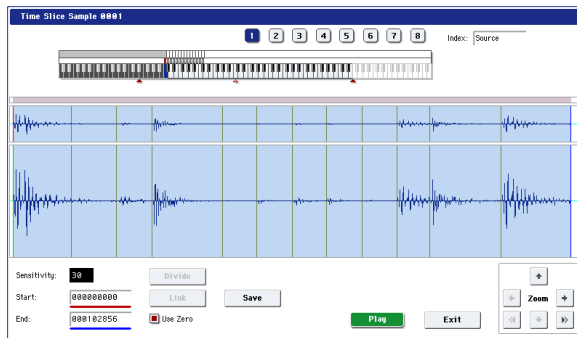 Time Slice Sample 0001
1 2 3 4 5 6 7 8 Index: Source
Sensitivity: 30 Divide
Start: 000000000 Link Save
End: 000102856 Use Zero Play Exit
Zoom